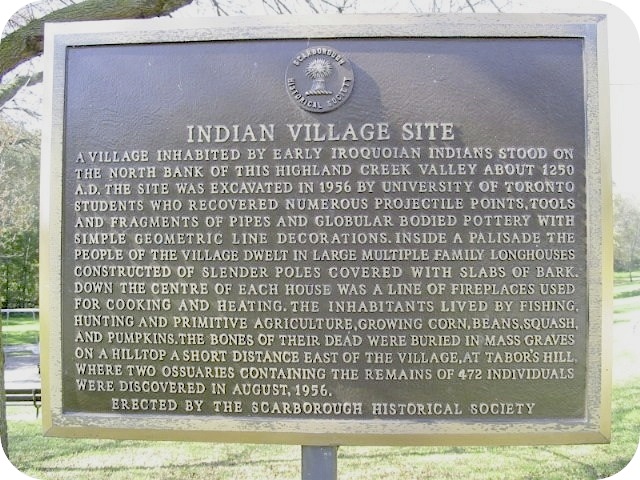 SCARBOROUGH
HISTORICAL SOCIETY
INDIAN VILLAGE SITE
A VILLAGE INHABITED BY EARLY IROQUOIAN INDIANS STOOD ON
THE NORTH BANK OF THIS HIGHLAND CREEK VALLEY ABOUT 1250
A.D. THE SITE WAS EXCAVATED IN 1956 BY UNIVERSITY OF TORONTO
STUDENTS WHO RECOVERED NUMEROUS PROJECTILE POINTS, TOOLS
AND FRAGMENTS OF PIPES AND GLOBULAR BODIED POTTERY WITH
SIMPLE GEOMETRIC LINE DECORATIONS. INSIDE A PALISADE THE
PEOPLE OF THE VILLAGE DWELT IN LARGE MULTIPLE FAMILY LONGHOUSES
CONSTRUCTED OF SLENDER POLES COVERED WITH SLABS OF BARK.
DOWN THE CENTRE OF EACH HOUSE WAS A LINE OF FIREPLACES USED
FOR COOKING AND HEATING. THE INHABITANTS LIVED BY FISHING,
HUNTING AND PRIMITIVE AGRICULTURE, GROWING CORN, BEANS, SQUASH,
AND PUMPKINS. THE BONES OF THEIR DEAD WERE BURIED IN MASS GRAVES
ON A HILLTOP A SHORT DISTANCE EAST OF THE VILLAGE, AT TABOR'S HILL,
WHERE TWO OSSUARIES CONTAINING THE REMAINS OF 472 INDIVIDUALS
WERE DISCOVERED IN AUGUST, 1956.
ERECTED BY THE SCARBOROUGH HISTORICAL SOCIETY